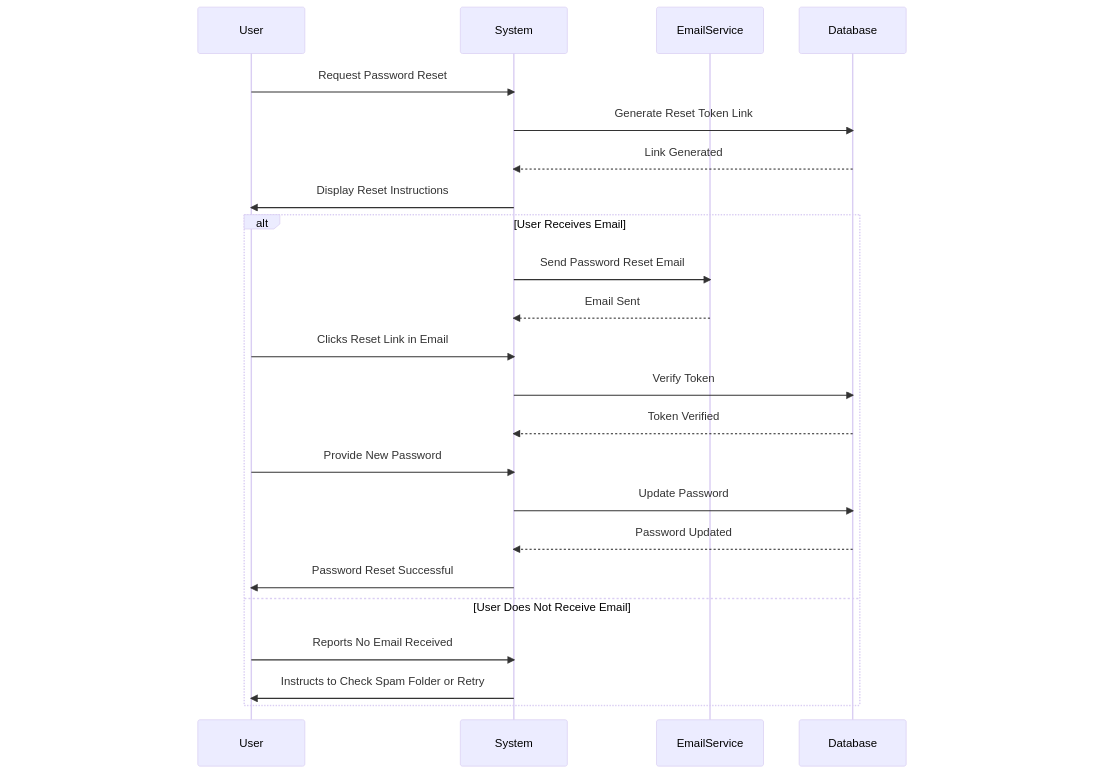 User
System
EmailService
Database
Request Password Reset
Generate Reset Token Link
Link Generated
Display Reset Instructions
alt
[User Receives Email]
Send Password Reset Email
Email Sent
Clicks Reset Link in Email
Verify Token
Token Verified
Provide New Password
Update Password
Password Updated
Password Reset Successful
[User Does Not Receive Email]
Reports No Email Received
Instructs to Check Spam Folder or Retry
User
System
EmailService
Database